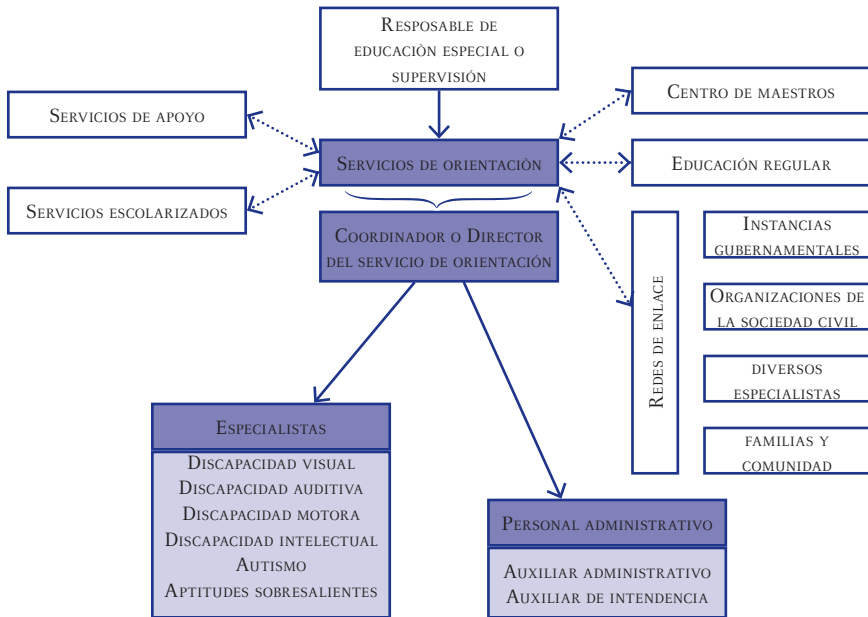 Resposable de
educaciòn especial o
supervisión
Servicios de apoyo
Centro de maestros
Servicios de orientaciòn
Educación regular
Servicios escolarizados
Coordinador o Director
del servicio de orientación
Redes de enlace
Instancias
gubernamentales
Organizaciones de
la sociedad civil
diversos
especialistas
familias y
comunidad
Especialistas
Discapacidad visual
Discapacidad auditiva
Discapacidad motora
Discapacidad intelectual
Autismo
Aptitudes sobresalientes
Personal administrativo
Auxiliar administrativo
Auxiliar de intendencia